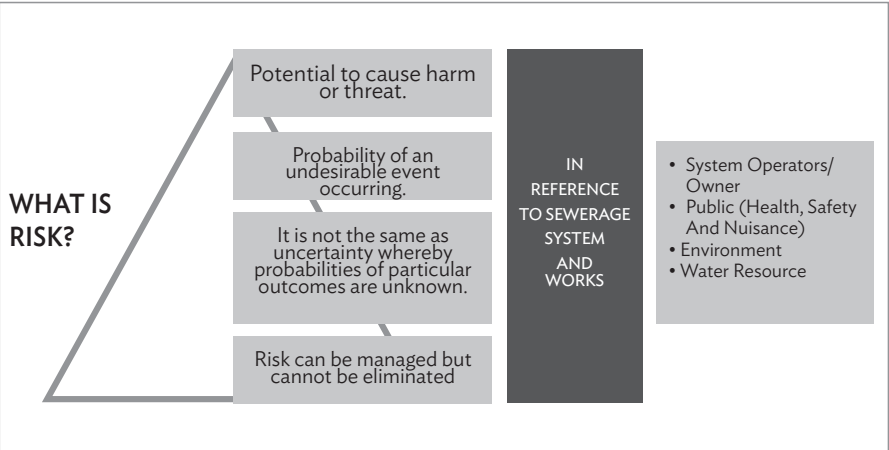 WHAT IS
RISK?
Potential to cause harm
or threat.
Probability of an
undesirable event
occurring.
It is not the same as
uncertainty whereby
probabilities of particular
outcomes are unknown.
Risk can be managed but
cannot be eliminated
IN
REFERENCE
TO SEWERAGE
SYSTEM
AND
WORKS
• System Operators/
Owner
• Public (Health, Safety
And Nuisance)
• Environment
• Water Resource